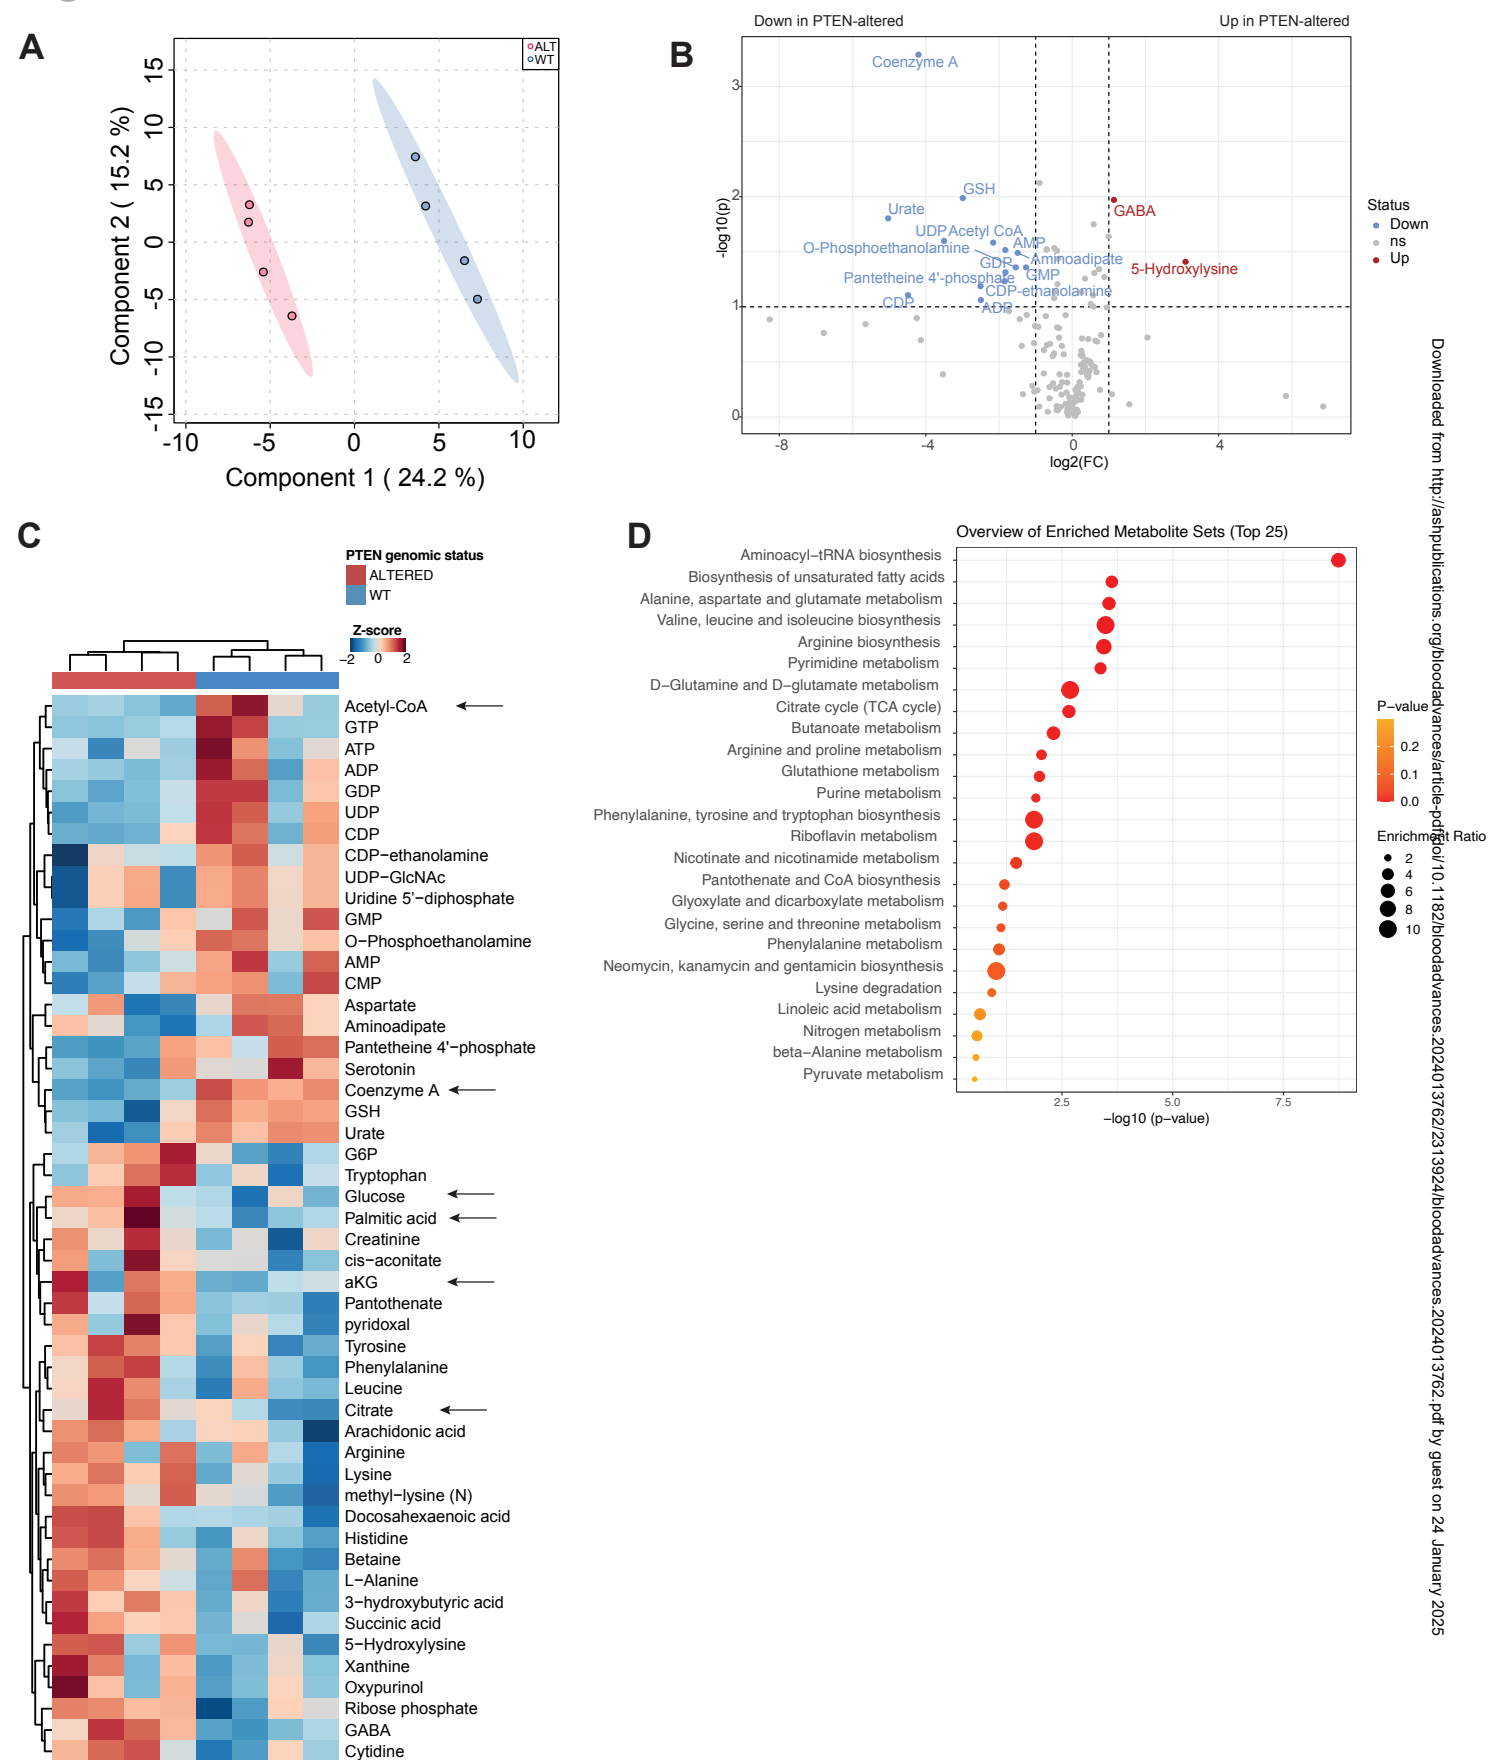 A
ALT
WT
15
10
5
0
-5
-10
-15
-10
-5
0
5
10
Component 2 ( 15.2 %)
Component 1 ( 24.2 %)
B
Down in PTEN-altered
Up in PTEN-altered
Coenzyme A
GSH
Urate
UDP
Acetyl CoA
O-Phosphoethanolamine
AMP
Aminoadipate
GDP
GMP
Pantetheine 4'-phosphate
CDP-ethanolamine
CDP
ADP
GABA
5-Hydroxylysine
3
2
1
0
-log10(p)
-8
-4
0
4
log2(FC)
Status
Down
ns
Up
C
PTEN genomic status
ALTERED
WT
Z-score
−2
0
2
Acetyl-CoA
GTP
ATP
ADP
GDP
UDP
CDP
CDP−ethanolamine
UDP−GlcNAc
Uridine 5'−diphosphate
GMP
O−Phosphoethanolamine
AMP
CMP
Aspartate
Aminoadipate
Pantetheine 4'−phosphate
Serotonin
Coenzyme A
GSH
Urate
G6P
Tryptophan
Glucose
Palmitic acid
Creatinine
cis−aconitate
aKG
Pantothenate
pyridoxal
Tyrosine
Phenylalanine
Leucine
Citrate
Arachidonic acid
Arginine
Lysine
methyl−lysine (N)
Docosahexaenoic acid
Histidine
Betaine
L−Alanine
3−hydroxybutyric acid
Succinic acid
5−Hydroxylysine
Xanthine
Oxypurinol
Ribose phosphate
GABA
Cytidine
D
Overview of Enriched Metabolite Sets (Top 25)
Aminoacyl−tRNA biosynthesis
Biosynthesis of unsaturated fatty acids
Alanine, aspartate and glutamate metabolism
Valine, leucine and isoleucine biosynthesis
Arginine biosynthesis
Pyrimidine metabolism
D−Glutamine and D−glutamate metabolism
Citrate cycle (TCA cycle)
Butanoate metabolism
Arginine and proline metabolism
Glutathione metabolism
Purine metabolism
Phenylalanine, tyrosine and tryptophan biosynthesis
Riboflavin metabolism
Nicotinate and nicotinamide metabolism
Pantothenate and CoA biosynthesis
Glyoxylate and dicarboxylate metabolism
Glycine, serine and threonine metabolism
Phenylalanine metabolism
Neomycin, kanamycin and gentamicin biosynthesis
Lysine degradation
Linoleic acid metabolism
Nitrogen metabolism
beta−Alanine metabolism
Pyruvate metabolism
2.5
5.0
7.5
−log10 (p−value)
P−value
0.2
0.1
0.0
Enrichment Ratio
2
4
6
8
10
Downloaded from http://ashpublications.org/bloodadvances/article-pdf/doi/10.1182/bloodadvances.2024013762/2313924/bloodadvances.2024013762.pdf by guest on 24 January 2025